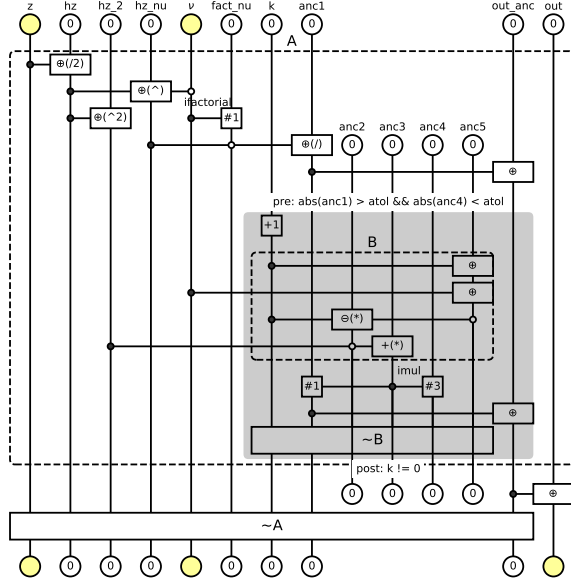 z hz hz_2 hz_nu ν fact_nu k anc1 out_anc out
0 0 0 0 0 0 0
A
⊕(/2)
⊕(^)
ifactorial
⊕(^2) #1
anc2 anc3 anc4 anc5
⊕(/) 0 0 0 0
⊕
pre: abs(anc1) > atol && abs(anc4) < atol
+1
B
⊕
⊕
⊖(*)
+(*)
imul
#1 #3
⊕
~B
post: k != 0
0 0 0 0 ⊕
~A
0 0 0 0 0 0 0